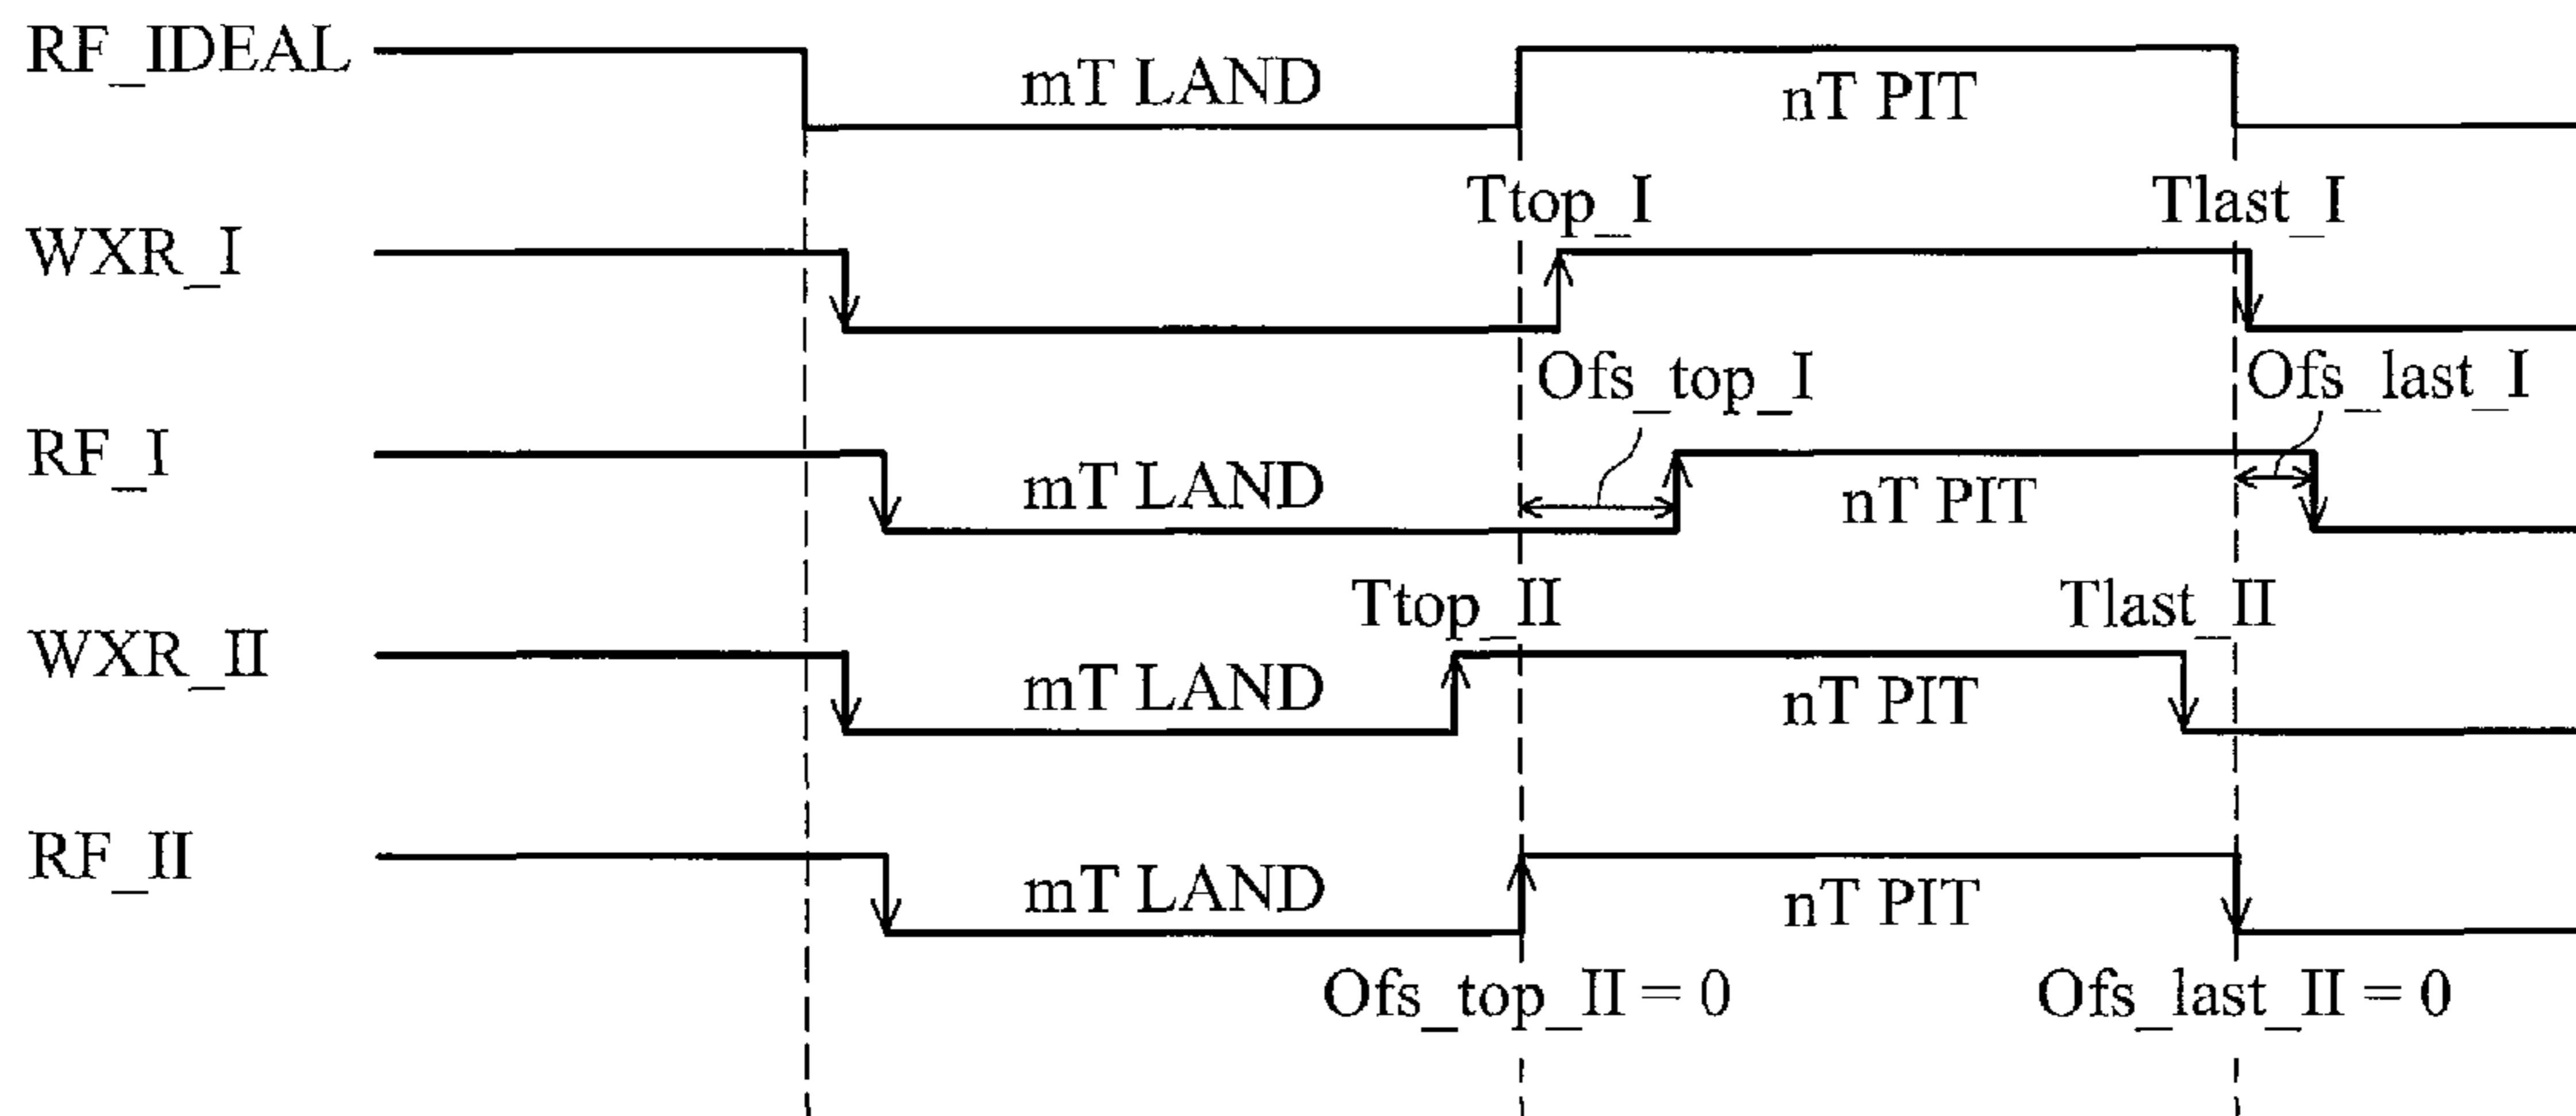 RF_IDEAL
mT LAND
nT PIT
Ttop_I
Tlast_I
WXR_I
Ofs_top_I
Ofs_last_I
RF_I
mT LAND
nT PIT
Ttop_II
Tlast_II
WXR_II
mT LAND
nT PIT
RF_II
mT LAND
nT PIT
Ofs_top_II = 0
Ofs_last_II = 0